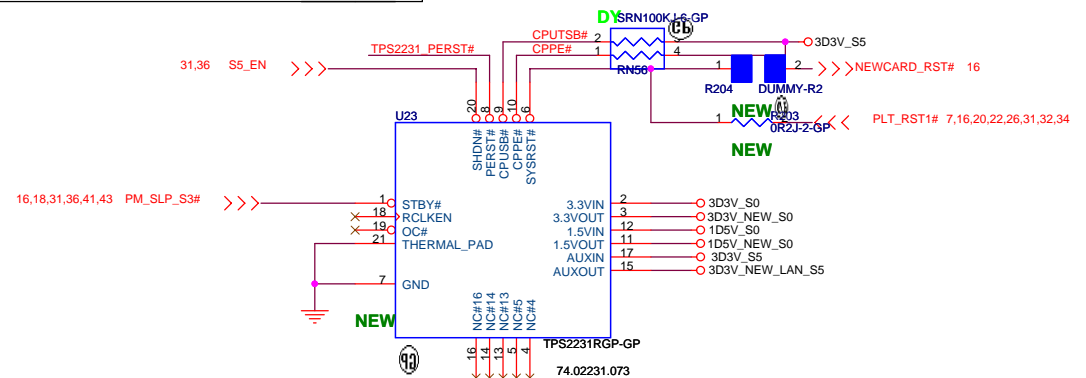 DY SRN100KJ-6-GP
CPUTSB# 2
3
3D3V_S5
TPS2231_PERST#
CPPE# 1
4
RN56
31,36 S5_EN
1
2
NEWCARD_RST# 16
R204
DUMMY-R2
NEW
R203
1
PLT_RST1# 7,16,20,22,26,31,32,34
0R2J-2-GP
NEW
U23
20
8
9
10
6
SHDN#
PERST#
CPUSB#
CPPE#
SYSRST#
16,18,31,36,41,43 PM_SLP_S3#
1
STBY#
18
RCLKEN
19
OC#
21
THERMAL_PAD
7
GND
3.3VIN
2
3D3V_S0
3.3VOUT
3
3D3V_NEW_S0
1.5VIN
12
1D5V_S0
1.5VOUT
11
1D5V_NEW_S0
AUXIN
17
3D3V_S5
AUXOUT
15
3D3V_NEW_LAN_S5
NC#16
NC#14
NC#13
NC#5
NC#4
16
14
13
5
4
NEW
TPS2231RGP-GP
74.02231.073